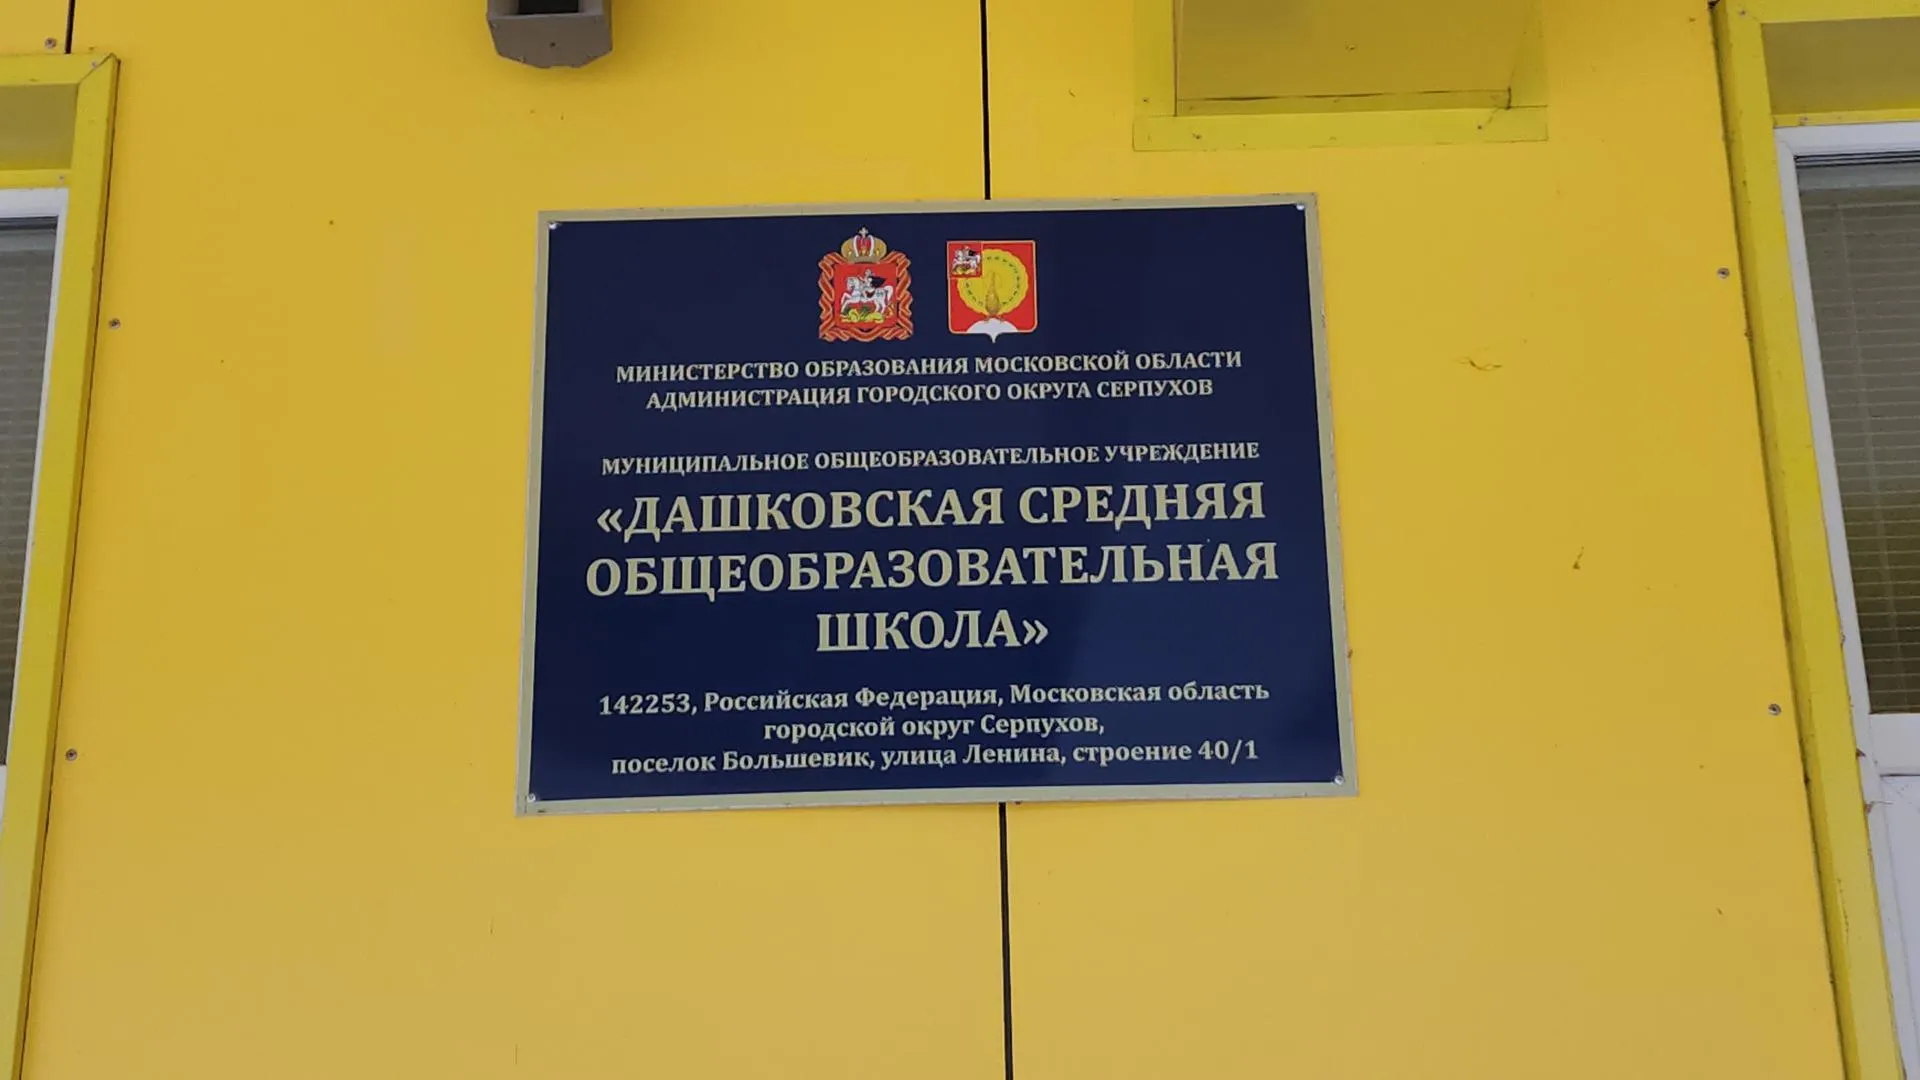 МИНИСТЕРСТВО ОБРАЗОВАНИЯ МОСКОВСКОЙ ОБЛАСТИ
АДМИНИСТРАЦИЯ ГОРОДСКОГО ОКРУГА СЕРПУХОВ
МУНИЦИПАЛЬНОЕ ОБЩЕОБРАЗОВАТЕЛЬНОЕ УЧРЕЖДЕНИЕ
«ДАШКОВСКАЯ СРЕДНЯЯ
ОБЩЕОБРАЗОВАТЕЛЬНАЯ
ШКОЛА»
142253, Российская Федерация, Московская область
городской округ Серпухов,
поселок Большевик, улица Ленина, строение 40/1